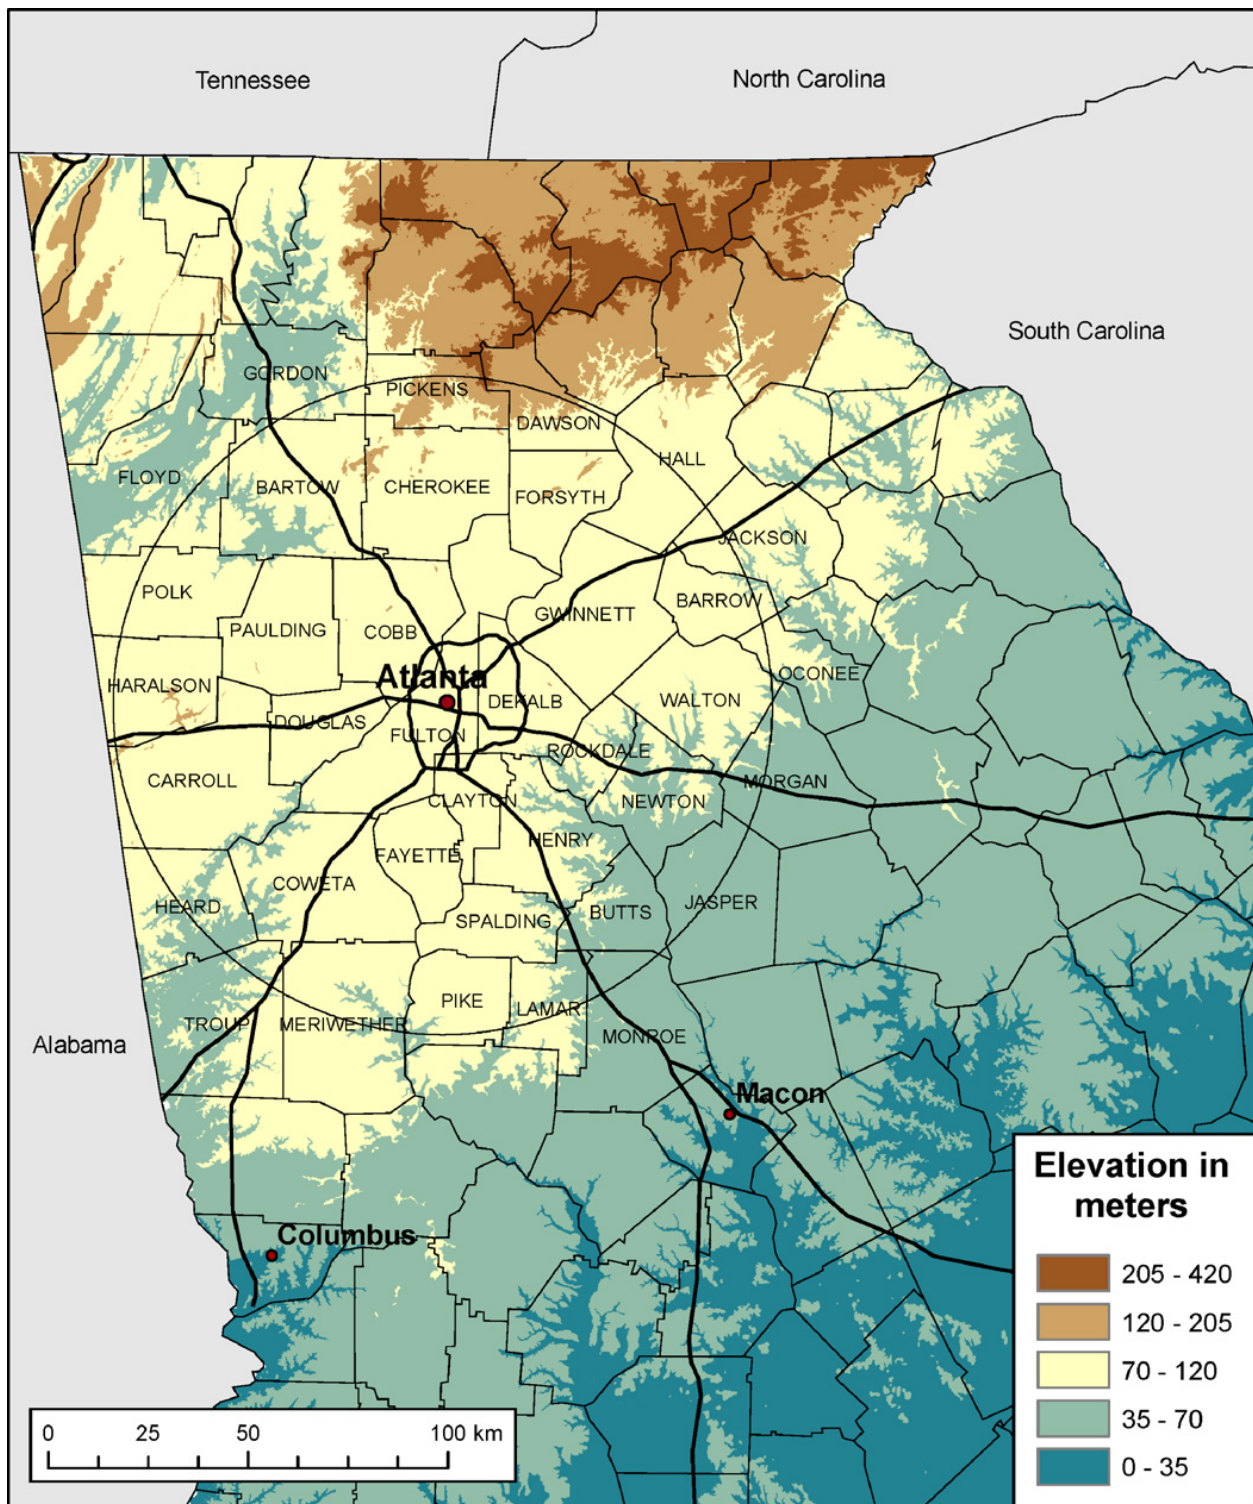 Tennessee
North Carolina
South Carolina
GORDON
PICKENS
DAWSON
HALL
FLOYD
BARTOW
CHEROKEE
FORSYTH
JACKSON
POLK
PAULDING
COBB
GWINNETT
BARROW
HARALSON
Atlanta
DEKALB
WALTON
OCONEE
DOUGLAS
FULTON
ROCKDALE
CARROLL
CLAYTON
NEWTON
MORGAN
HENRY
FAYETTE
COWETA
HEARD
SPALDING
BUTTS
JASPER
PIKE
LAMAR
TROUP
MERIWETHER
MONROE
Alabama
Macon
Columbus
Elevation in
meters
205 - 420
120 - 205
70 - 120
35 - 70
0 - 35
0 25 50 100 km